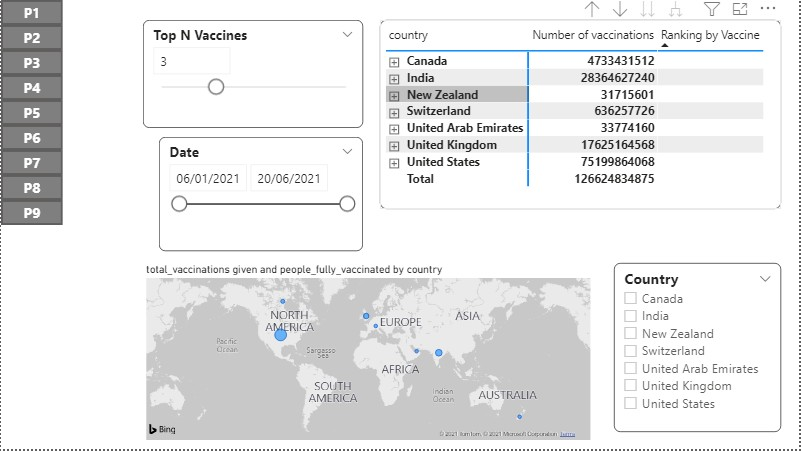 P1
P2
P3
P4
P5
P6
P7
P8
P9
Top N Vaccines
3
Date
06/01/2021 20/06/2021
country Number of vaccinations Ranking by Vaccine
Canada 4733431512
India 28364627240
New Zealand 31715601
Switzerland 636257726
United Arab Emirates 33774160
United Kingdom 17625164568
United States 75199864068
Total 126624834875
total_vaccinations given and people_fully_vaccinated by country
NORTH
AMERICA
EUROPE
ASIA
Pacific
Ocean
Sargasso
Sea
AFRICA
SOUTH
AMERICA
Indian
Ocean
AUSTRALIA
Bing
© 2021 TomTom, © 2021 Microsoft Corporation Terms
Country
Canada
India
New Zealand
Switzerland
United Arab Emirates
United Kingdom
United States